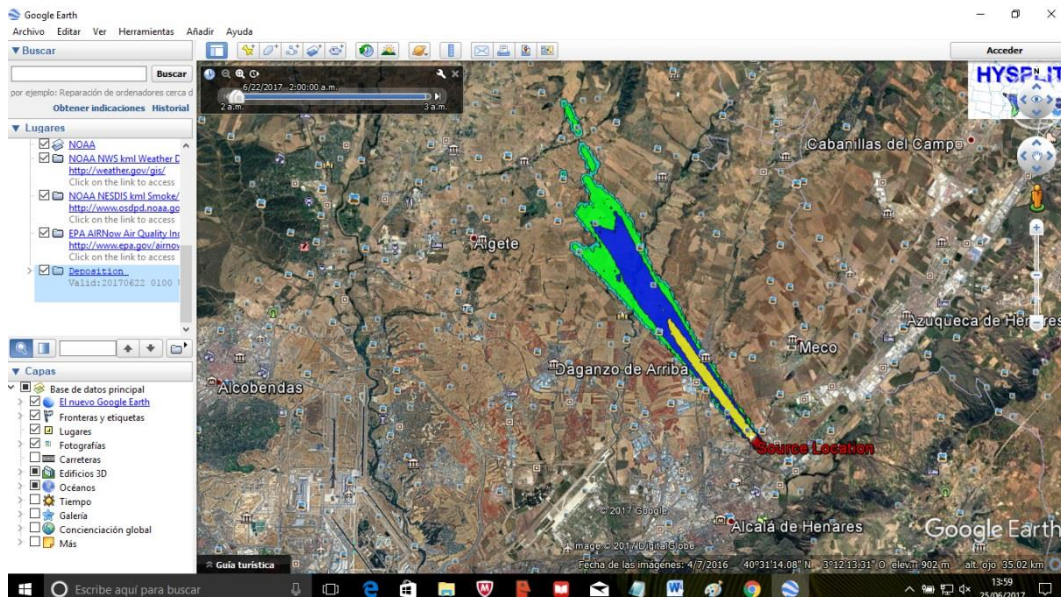 Google Earth
Archivo Editar Ver Herramientas Añadir Ayuda
Buscar
Acceder
Buscar
por ejemplo: Reparación de ordenadores cerca d
Obtener indicaciones Historial
Lugares
NOAA
NOAA NWS kml Weather D
http://weather.gov/gis/
Click on the link to access
NOAA NESDIS kml Smoke/
http://www.osdpd.noaa.go
Click on the link to access
EPA AIRNow Air Quality Inc
http://www.epa.gov/airnov
Click on the link to access
Deposition
Valid:20170622 0100
Capas
Base de datos principal
El nuevo Google Earth
Fronteras y etiquetas
Lugares
Fotografías
Carreteras
Edificios 3D
Océanos
Tiempo
Galería
Concienciación global
Más
6/22/2017 2:00:00 a.m.
2 a.m. 3 a.m.
HYSPLIT
N
Cabanillas del Campo
Algete
Azuqueca de Henares
Meco
Daganzo de Arriba
Alcobendas
Source Location
© 2017 Google
Alcalá de Henares
Google Earth
Image © 2017 DigitalGlobe
Guía turística
Fecha de las imágenes: 4/7/2016 40°31'14.08" N 3°12'13.31" O elev. 902 m alt. ojo 35.02 km
Escribe aquí para buscar
13:59
25/06/2017